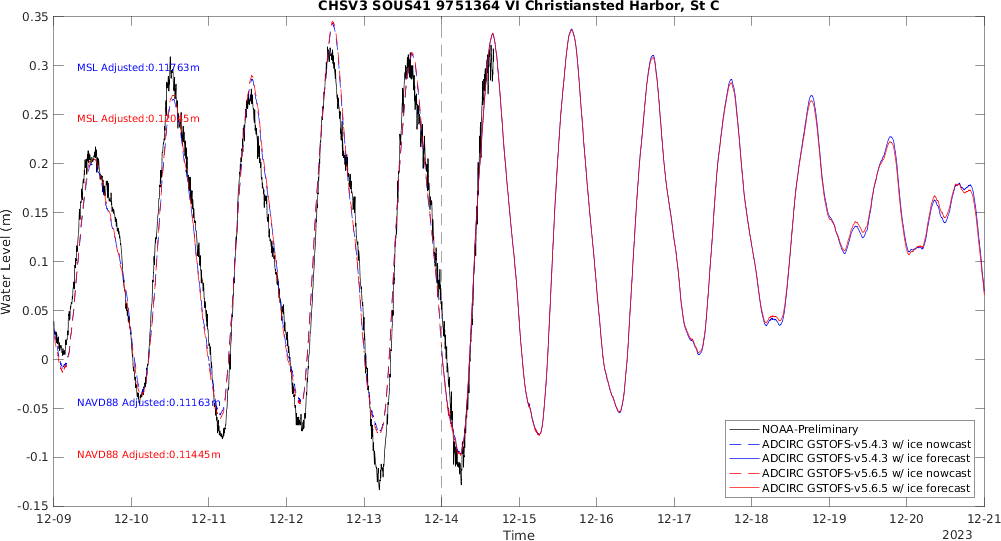 CHSV3 SOUS41 9751364 VI Christiansted Harbor, St C
0.35
0.3
0.25
0.2
0.15
0.1
0.05
0
-0.05
-0.1
-0.15
Water Level (m)
MSL Adjusted:0.11763m
MSL Adjusted:
NAVD88 Adjusted:0.11163m
NAVD88 Adjusted:0.11445m
NOAA-Preliminary
ADCIRC GSTOFS-v5.4.3 w/ ice nowcast
ADCIRC GSTOFS-v5.4.3 w/ ice forecast
ADCIRC GSTOFS-v5.6.5 w/ ice nowcast
ADCIRC GSTOFS-v5.6.5 w/ ice forecast
12-09 12-10 12-11 12-12 12-13 12-14 12-15 12-16 12-17 12-18 12-19 12-20 12-21
Time
2023